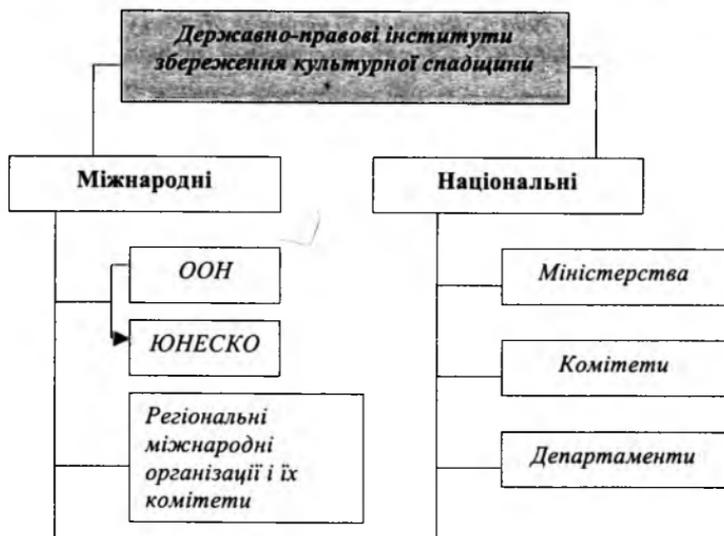 Державно-правові інститути
збереження культурної спадщини
Міжнародні
Національні
ООН
ЮНЕСКО
Регіональні
міжнародні
організації і їх
комітети
Міністерства
Комітети
Департаменти